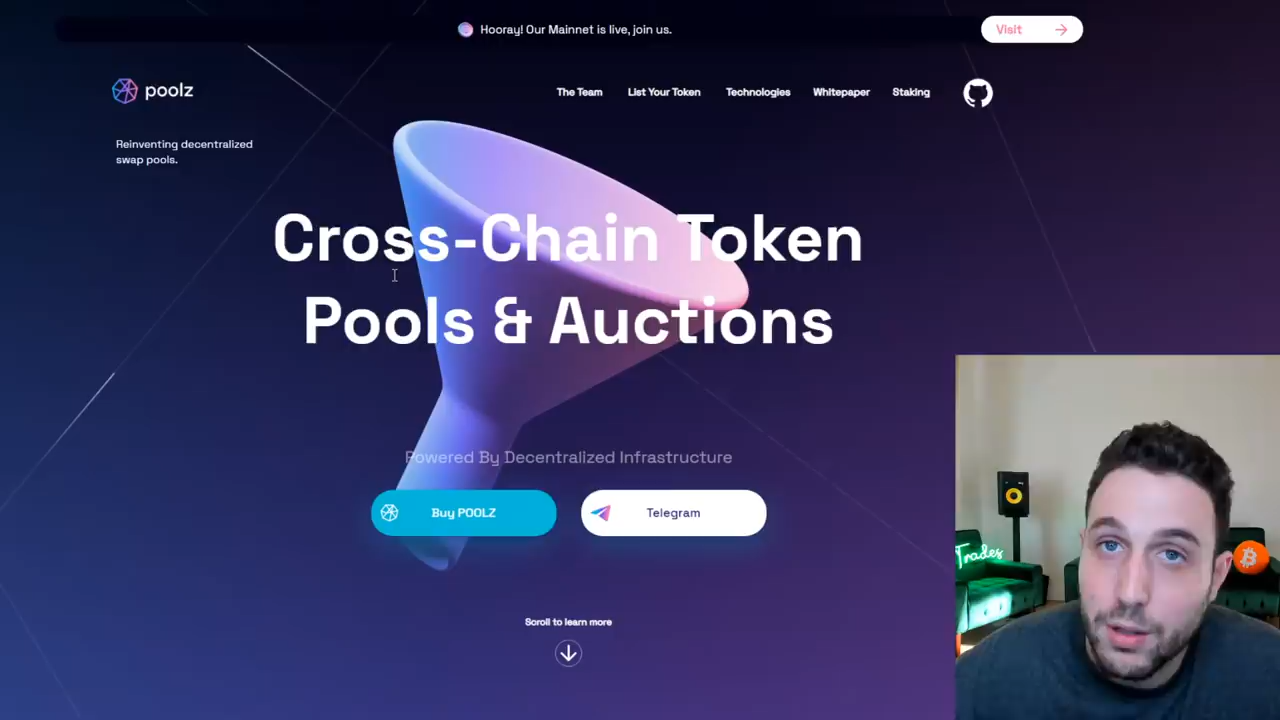 Hooray! Our Mainnet is live, join us.
Visit
poolz
The Team
List Your Token
Technologies
Whitepaper
Staking
Reinventing decentralized
swap pools.
Cross-Chain Token
Pools & Auctions
Powered By Decentralized Infrastructure
Buy POOLZ
Telegram
Scroll to learn more
Trades